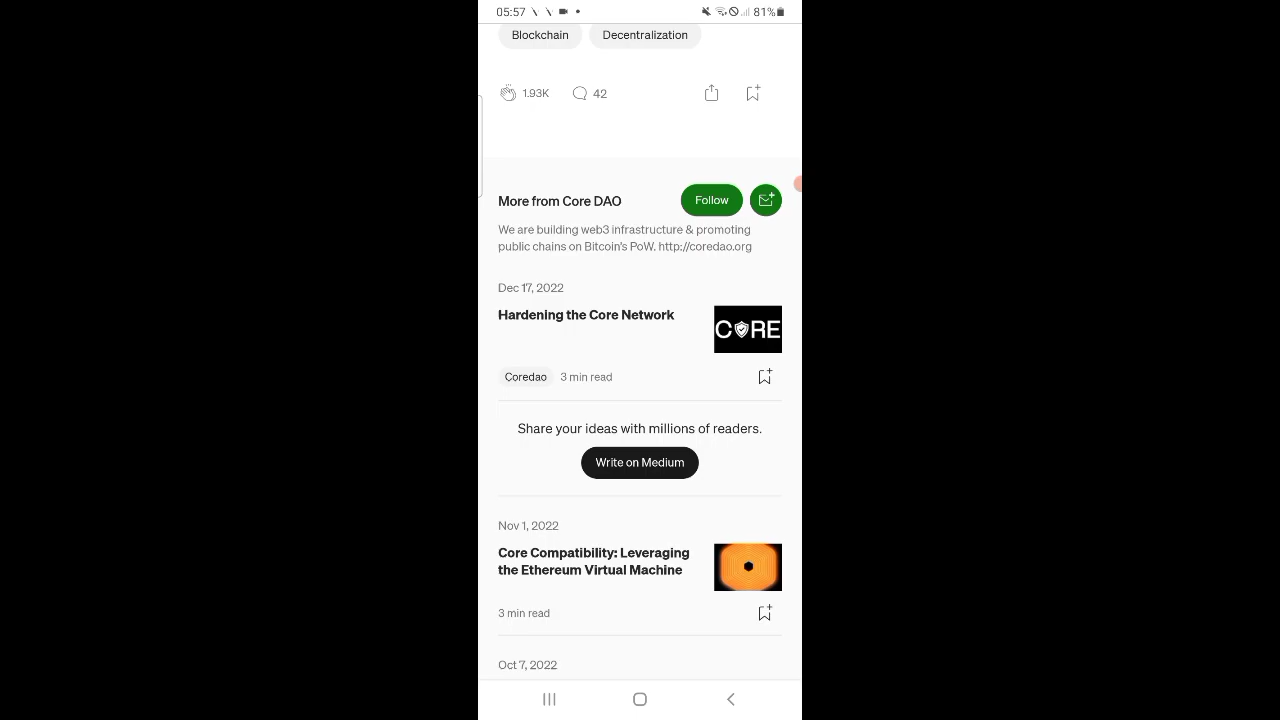 05:57
81%
Blockchain Decentralization
1.93K 42
More from Core DAO Follow
We are building web3 infrastructure & promoting
public chains on Bitcoin's PoW. http://coredao.org
Dec 17, 2022
Hardening the Core Network
CORE
Coredao 3 min read
Share your ideas with millions of readers.
Write on Medium
Nov 1, 2022
Core Compatibility: Leveraging
the Ethereum Virtual Machine
3 min read
Oct 7, 2022